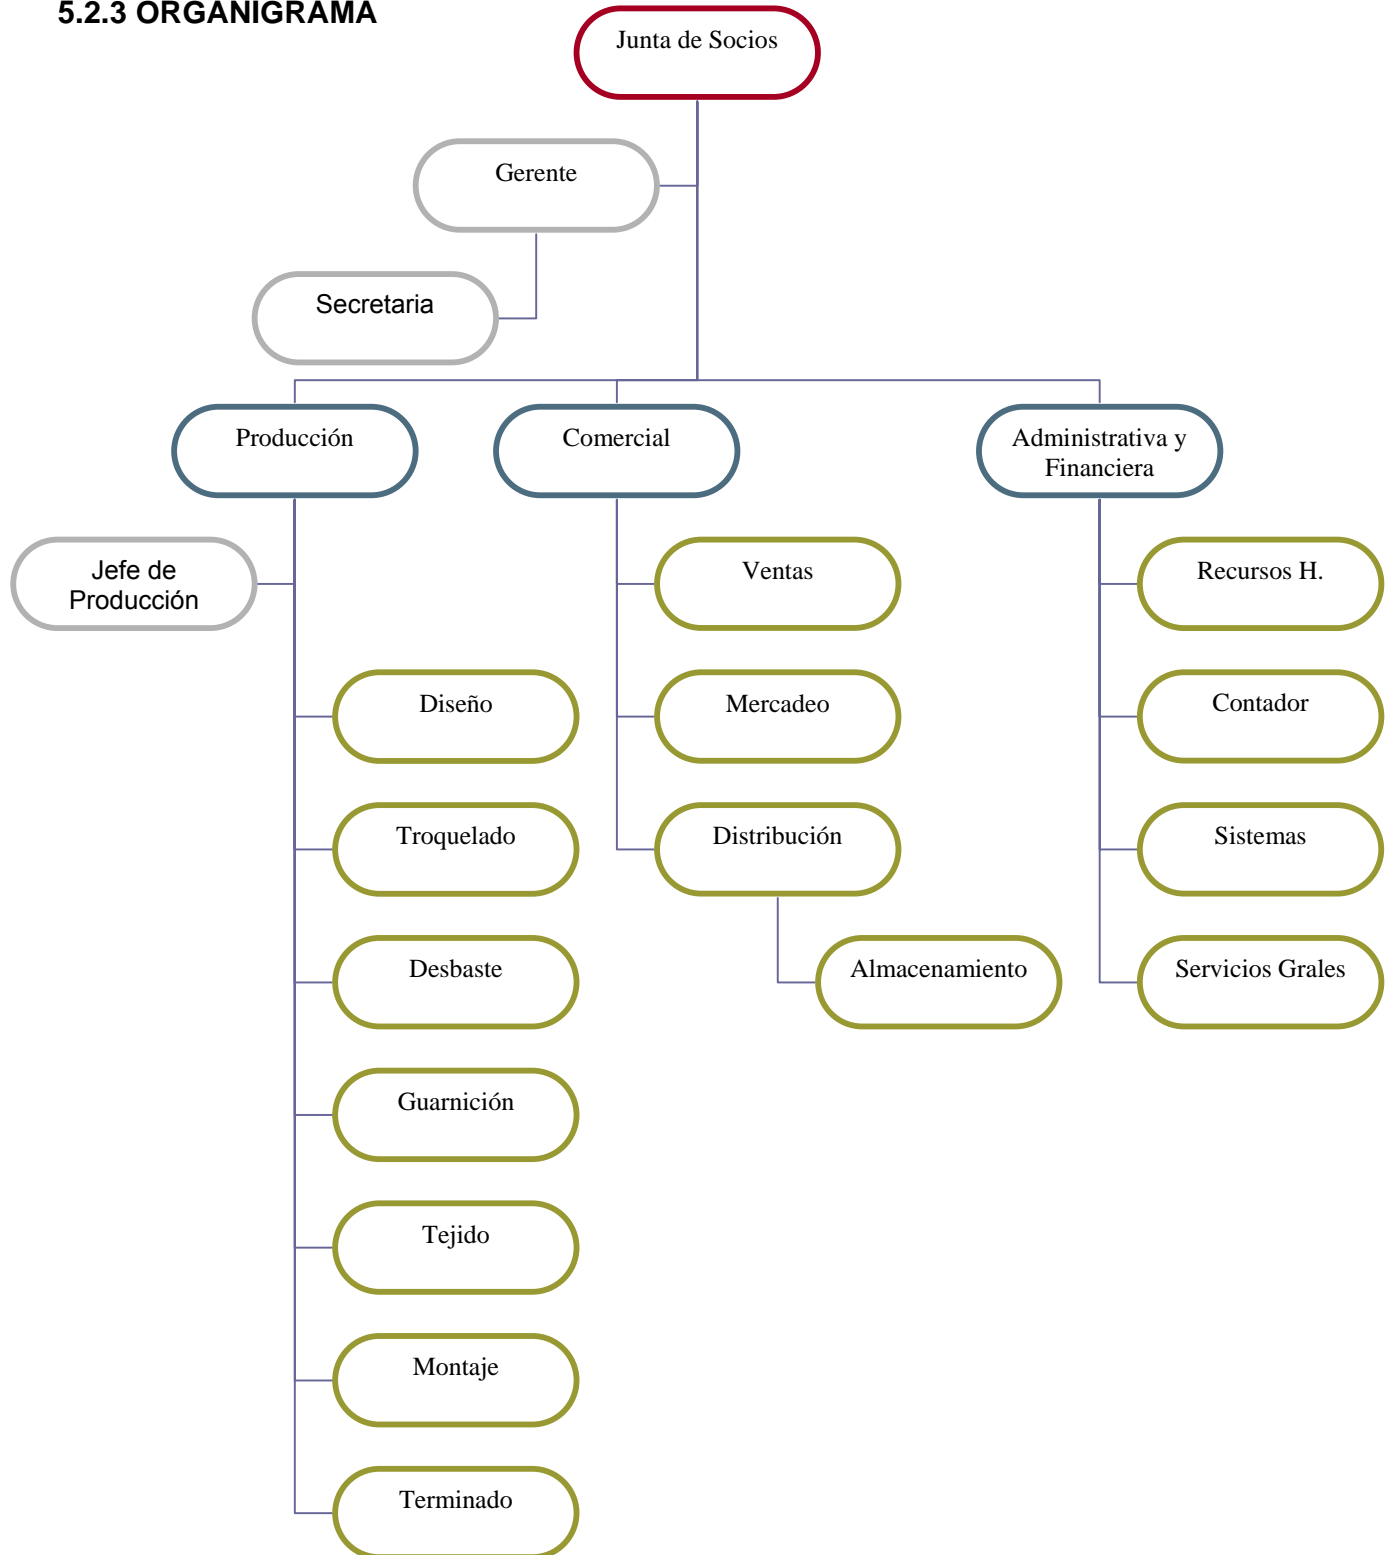 5.2.3 ORGANIGRAMA
Junta de Socios
Gerente
Secretaria
Producción
Comercial
Administrativa y
Financiera
Jefe de
Producción
Ventas
Recursos H.
Diseño
Mercadeo
Contador
Troquelado
Distribución
Sistemas
Desbaste
Almacenamiento
Servicios Grales
Guarnición
Tejido
Montaje
Terminado